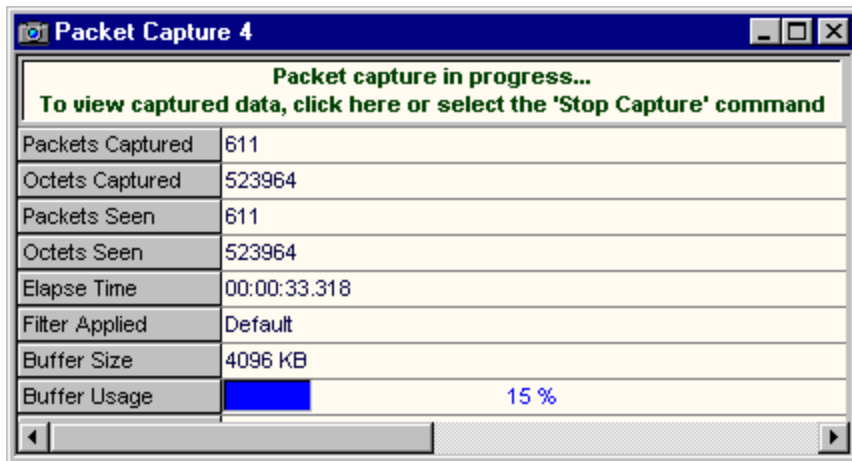 Packet Capture 4
Packet capture in progress...
To view captured data, click here or select the 'Stop Capture' command
Packets Captured 611
Octets Captured 523964
Packets Seen 611
Octets Seen 523964
Elapse Time 00:00:33.318
Filter Applied Default
Buffer Size 4096 KB
Buffer Usage 15 %